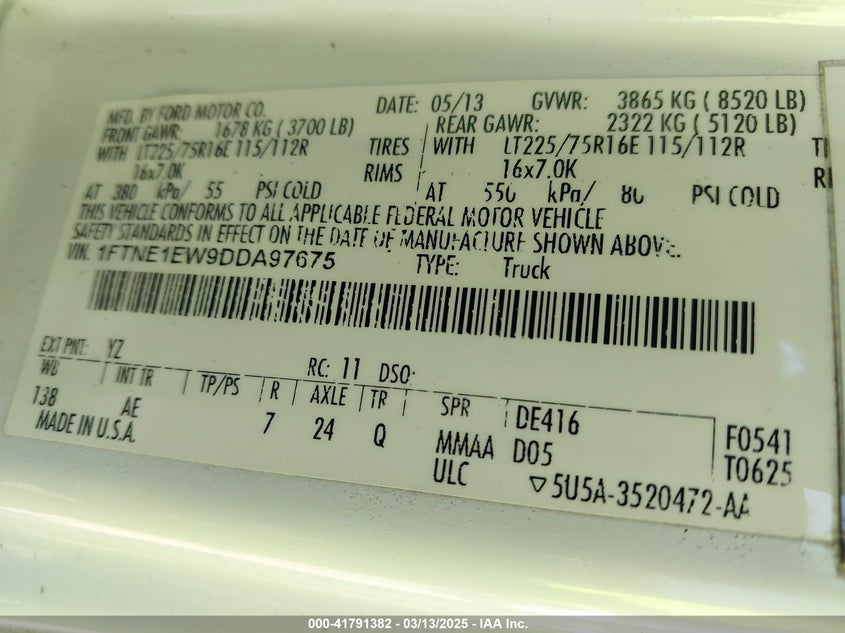 MFD. BY FORD MOTOR CO.
DATE: 05/13 GVWR: 3865 KG ( 8520 LB)
FRONT GAWR: 1678 KG ( 3700 LB) REAR GAWR: 2322 KG ( 5120 LB)
WITH LT225/75R16E 115/112R TIRES WITH LT225/75R16E 115/112R TI
16x7.0K RIMS 16x7.0K RI
AT 380 kPa/ 55 PSI COLD AT 550 kPa/ 80 PSI COLD
THIS VEHICLE CONFORMS TO ALL APPLICABLE FEDERAL MOTOR VEHICLE
SAFETY STANDARDS IN EFFECT ON THE DATE OF MANUFACTURE SHOWN ABOVE.
VIN: 1FTNE1EW9DDA97675 TYPE: Truck
EXT PNT: YZ RC: 11 DSO:
WB INT TR TP/PS R AXLE TR SPR DE416 F0541
138 AE 7 24 Q MMAA D05 T0625
MADE IN U.S.A. ULC ▽5U5A-3520472-AA
000-41791382 - 03/13/2025 - IAA Inc.